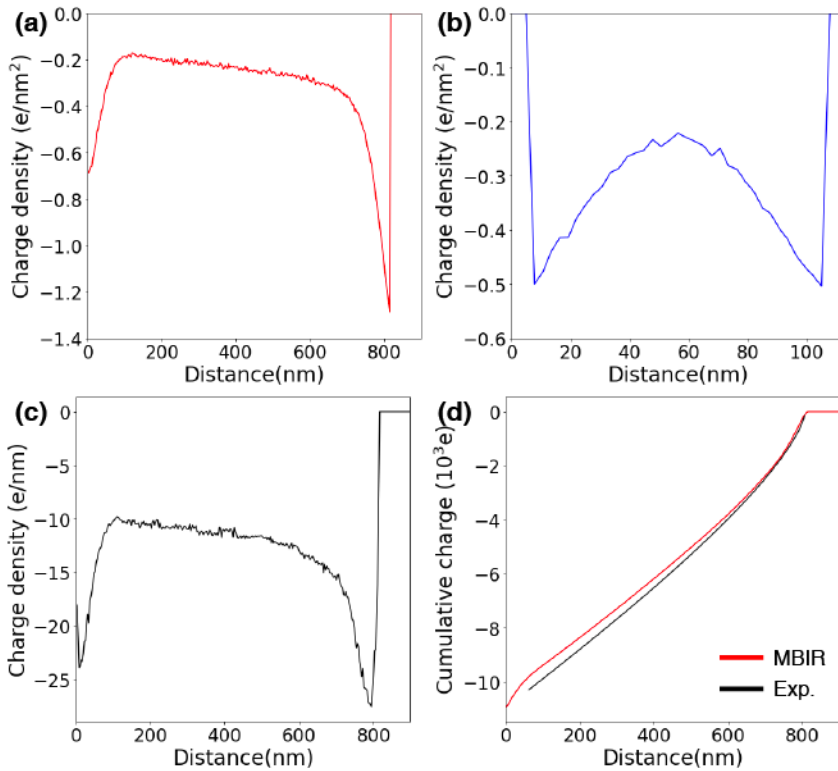 (a)
Charge density (e/nm²)
0.0
−0.2
−0.4
−0.6
−0.8
−1.0
−1.2
−1.4
0 200 400 600 800
Distance(nm)
(b)
Charge density (e/nm²)
0.0
−0.1
−0.2
−0.3
−0.4
−0.5
−0.6
0 20 40 60 80 100
Distance(nm)
(c)
Charge density (e/nm)
0
−5
−10
−15
−20
−25
0 200 400 600 800
Distance(nm)
(d)
Cumulative charge (10³e)
0
−2
−4
−6
−8
−10
MBIR
Exp.
0 200 400 600 800
Distance(nm)